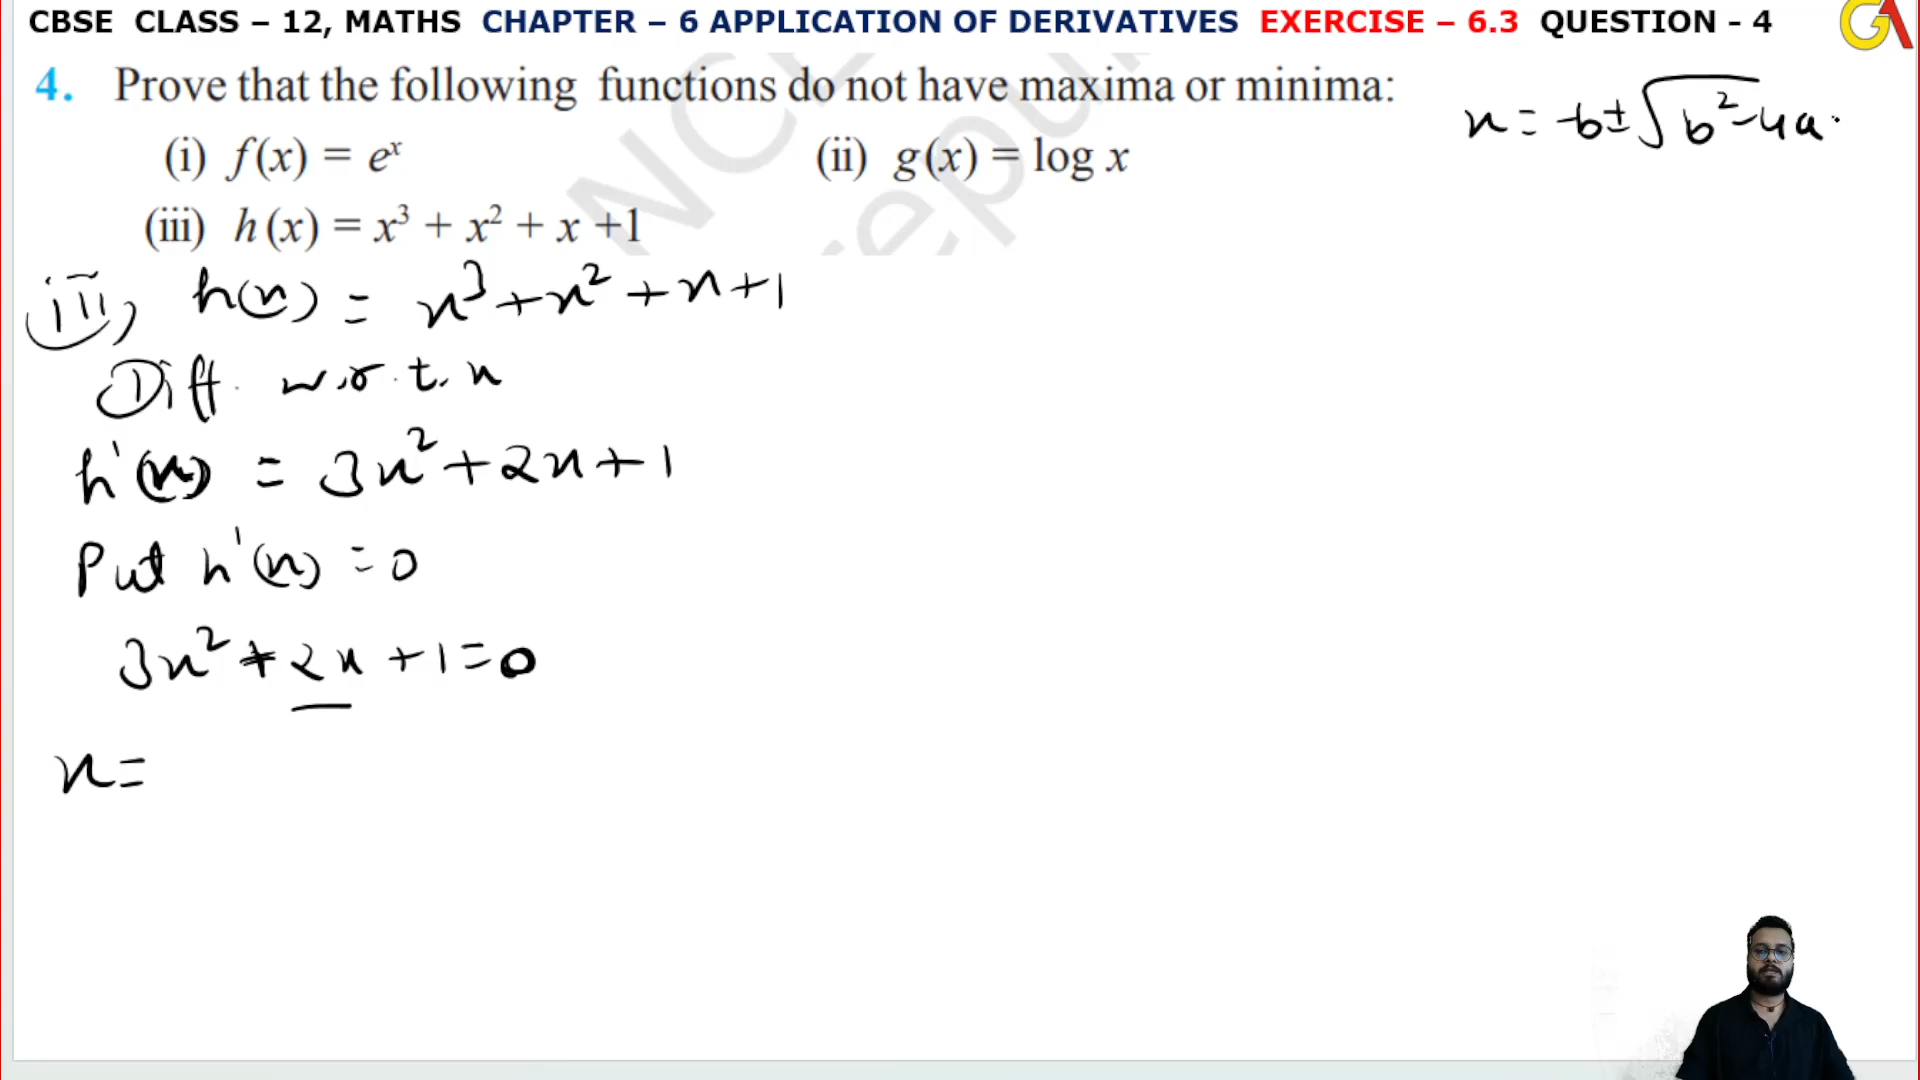 CBSE CLASS – 12, MATHS CHAPTER – 6 APPLICATION OF DERIVATIVES EXERCISE – 6.3 QUESTION - 4
GA
4. Prove that the following functions do not have maxima or minima:
x = -b±√b²-4a.
(i) f(x) = eˣ (ii) g(x) = log x
(iii) h(x) = x³ + x² + x +1
iii) h(x) = x³+x²+x+1
Diff. w.r.t. x
h'(x) = 3x²+2x+1
Put h'(x) = 0
3x²+2x+1=0
x=